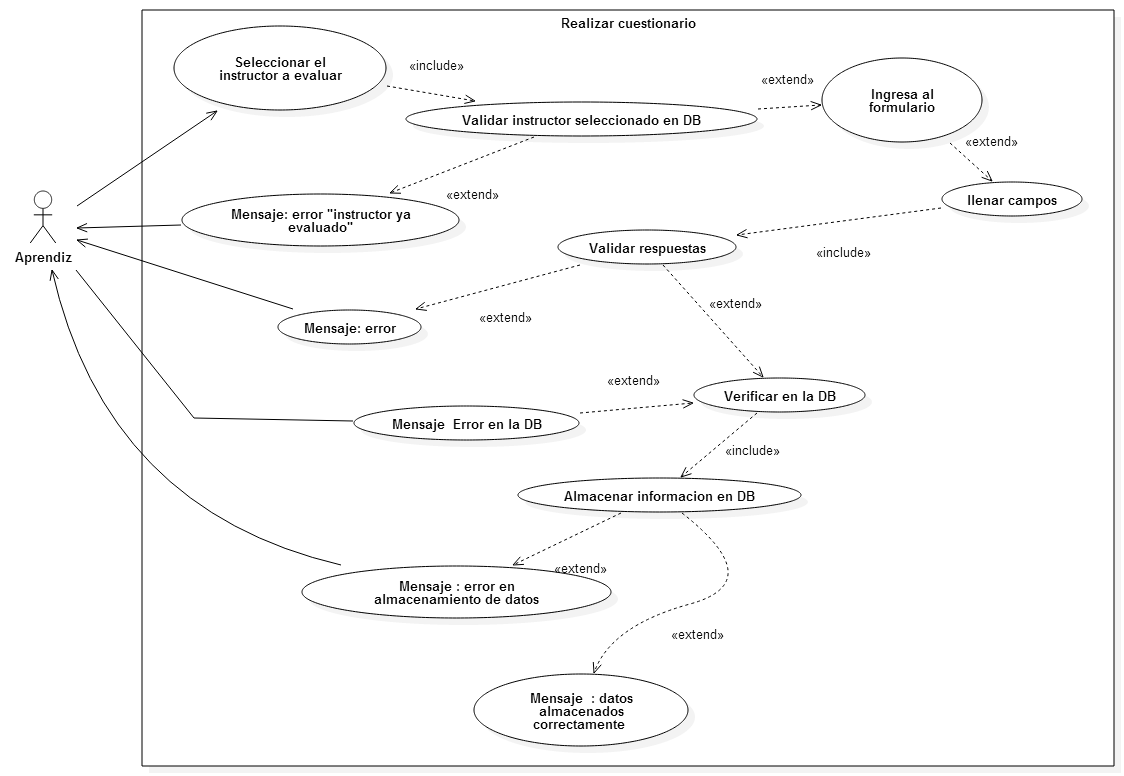 Realizar cuestionario
Seleccionar el
instructor a evaluar
«include»
«extend»
Ingresa al
formulario
Validar instructor seleccionado en DB
«extend»
«extend»
Mensaje: error "instructor ya
evaluado"
llenar campos
Aprendiz
Validar respuestas
«include»
«extend»
Mensaje: error
«extend»
«extend»
Verificar en la DB
Mensaje  Error en la DB
«include»
Almacenar informacion en DB
«extend»
Mensaje : error en
almacenamiento de datos
«extend»
Mensaje  : datos
almacenados
correctamente